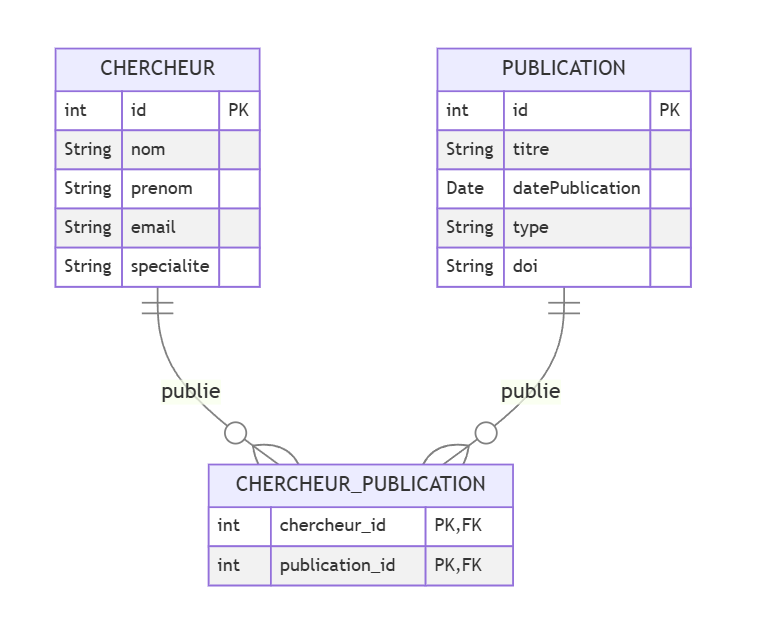 CHERCHEUR
int id PK
String nom
String prenom
String email
String specialite
PUBLICATION
int id PK
String titre
Date datePublication
String type
String doi
publie
publie
CHERCHEUR_PUBLICATION
int chercheur_id PK,FK
int publication_id PK,FK